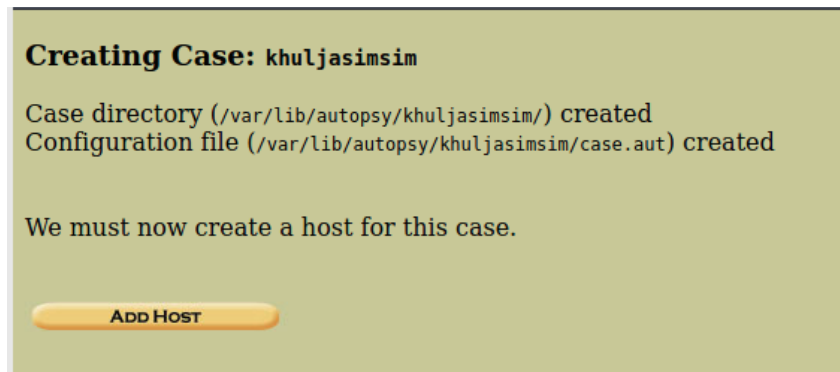 Creating Case: khuljasimsim
Case directory (/var/lib/autopsy/khuljasimsim/) created
Configuration file (/var/lib/autopsy/khuljasimsim/case.aut) created
We must now create a host for this case.
ADD HOST